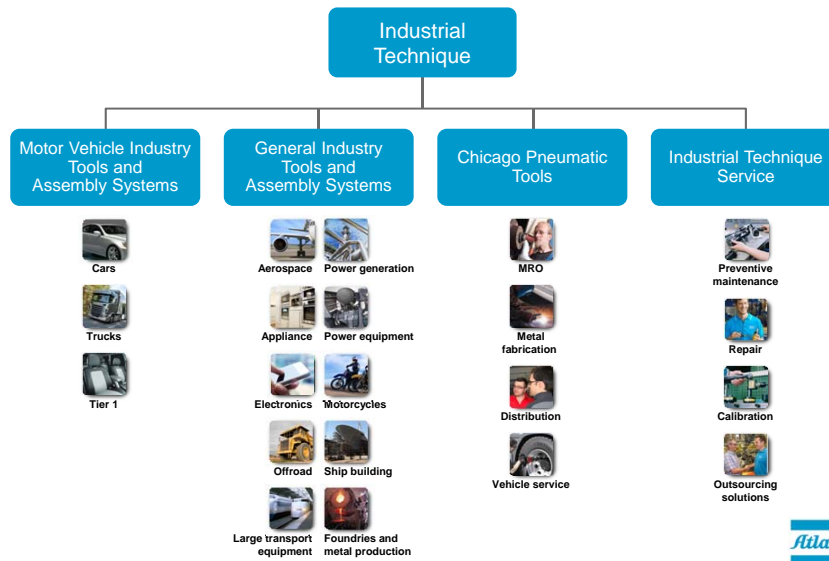 Industrial
Technique
Motor Vehicle Industry
Tools and
Assembly Systems
General Industry
Tools and
Assembly Systems
Chicago Pneumatic
Tools
Industrial Technique
Service
Cars
Trucks
Tier 1
Aerospace
Power generation
Appliance
Power equipment
Electronics
Motorcycles
Offroad
Ship building
Large transport
equipment
Foundries and
metal production
MRO
Metal
fabrication
Distribution
Vehicle service
Preventive
maintenance
Repair
Calibration
Outsourcing
solutions